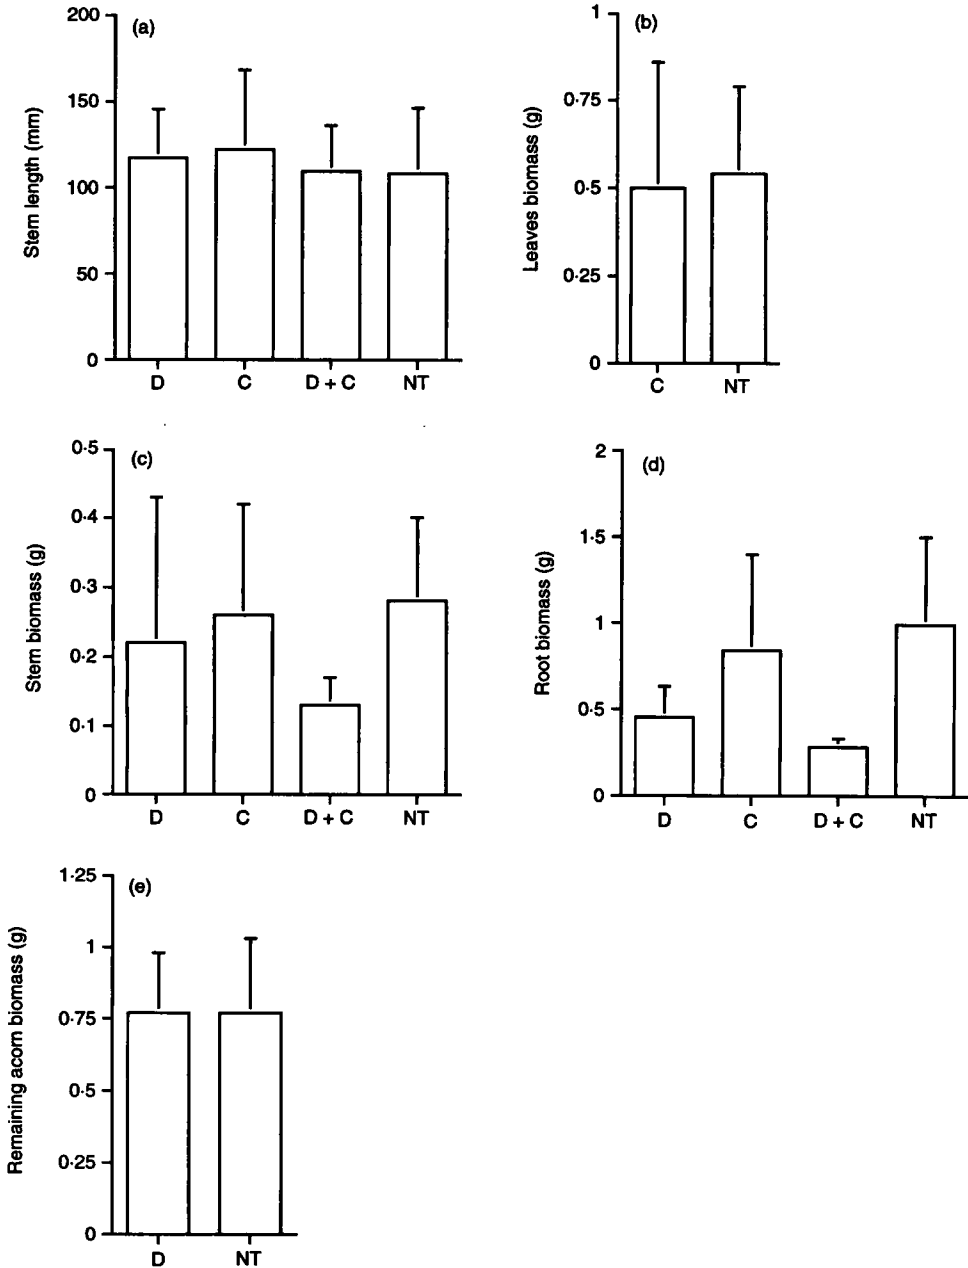 (a)
Stem length (mm)
200
150
100
50
0
D C D + C NT
(b)
Leaves biomass (g)
1
0·75
0·5
0·25
0
C NT
(c)
Stem biomass (g)
0·5
0·4
0·3
0·2
0·1
0
D C D + C NT
(d)
Root biomass (g)
2
1·5
1
0·5
0
D C D + C NT
(e)
Remaining acorn biomass (g)
1·25
1
0·75
0·5
0·25
0
D NT